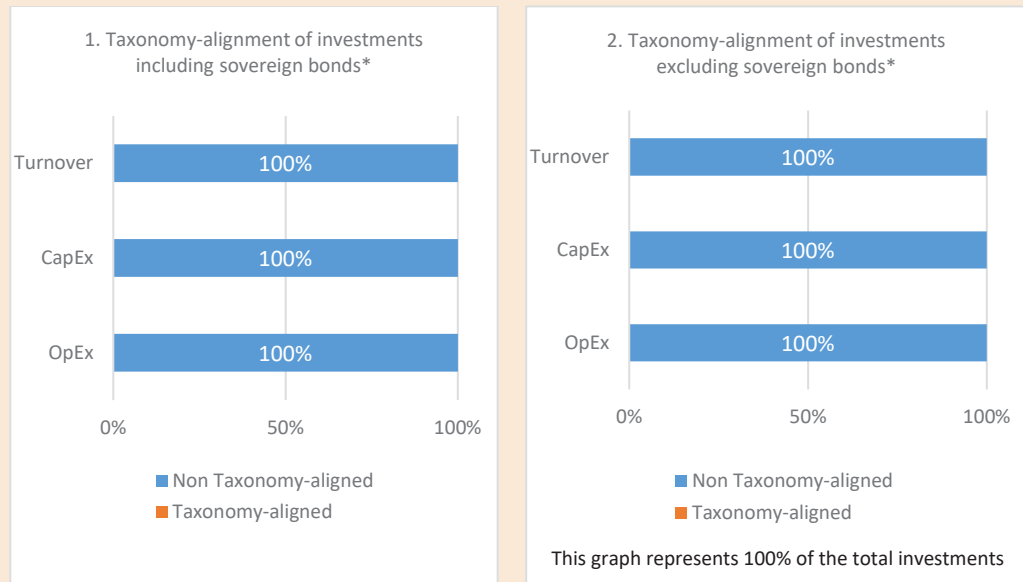 1. Taxonomy-alignment of investments
including sovereign bonds*
Turnover
100%
CapEx
100%
OpEx
100%
0%
50%
100%
Non Taxonomy-aligned
Taxonomy-aligned
2. Taxonomy-alignment of investments
excluding sovereign bonds*
Turnover
100%
CapEx
100%
OpEx
100%
0%
50%
100%
Non Taxonomy-aligned
Taxonomy-aligned
This graph represents 100% of the total investments